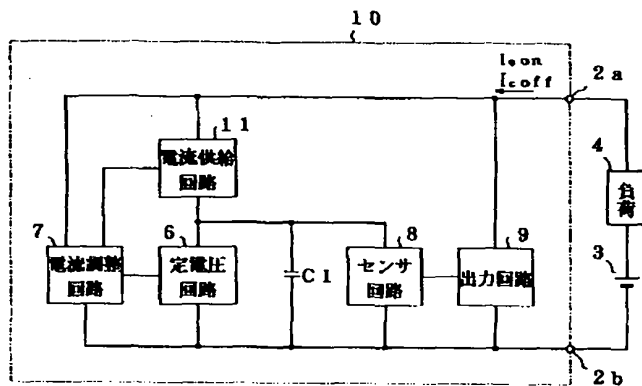 10
Icon
Icoff
2a
11
電流供給
回路
4
負荷
7
電流調整
回路
6
定電圧
回路
C1
8
センサ
回路
9
出力回路
3
2b